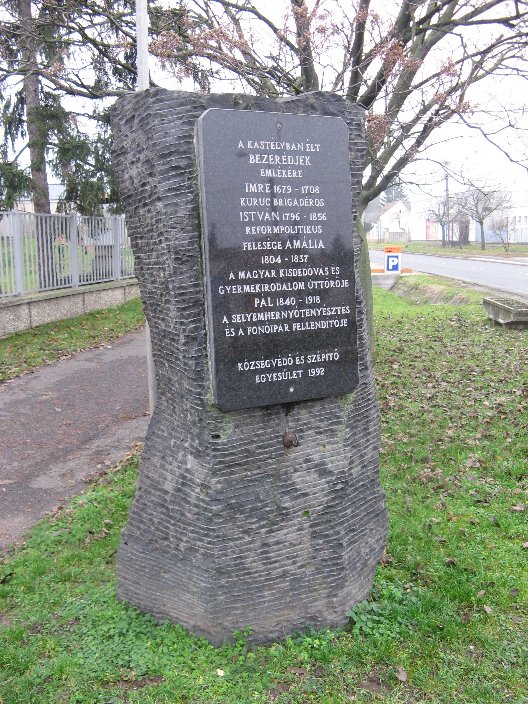 A KASTÉLYBAN ÉLT
BEZERÉDJEK
EMLÉKÉRE
IMRE 1679 - 1708
KURUC BRIGADÉROS
ISTVÁN 1796 - 1856
REFORMPOLITIKUS
FELESÉGE AMÁLIA
1804 - 1837
A MAGYAR KISDEDÓVÁS ÉS
GYERMEKIRODALOM ÚTTÖRŐJE
PÁL 1840 - 1918
A SELYEMHERNYÓTENYÉSZTÉS
ÉS A FONÓIPAR FELLENDÍTŐJE
KÖZSÉGVÉDŐ ÉS SZÉPÍTŐ
EGYESÜLET 1992
P